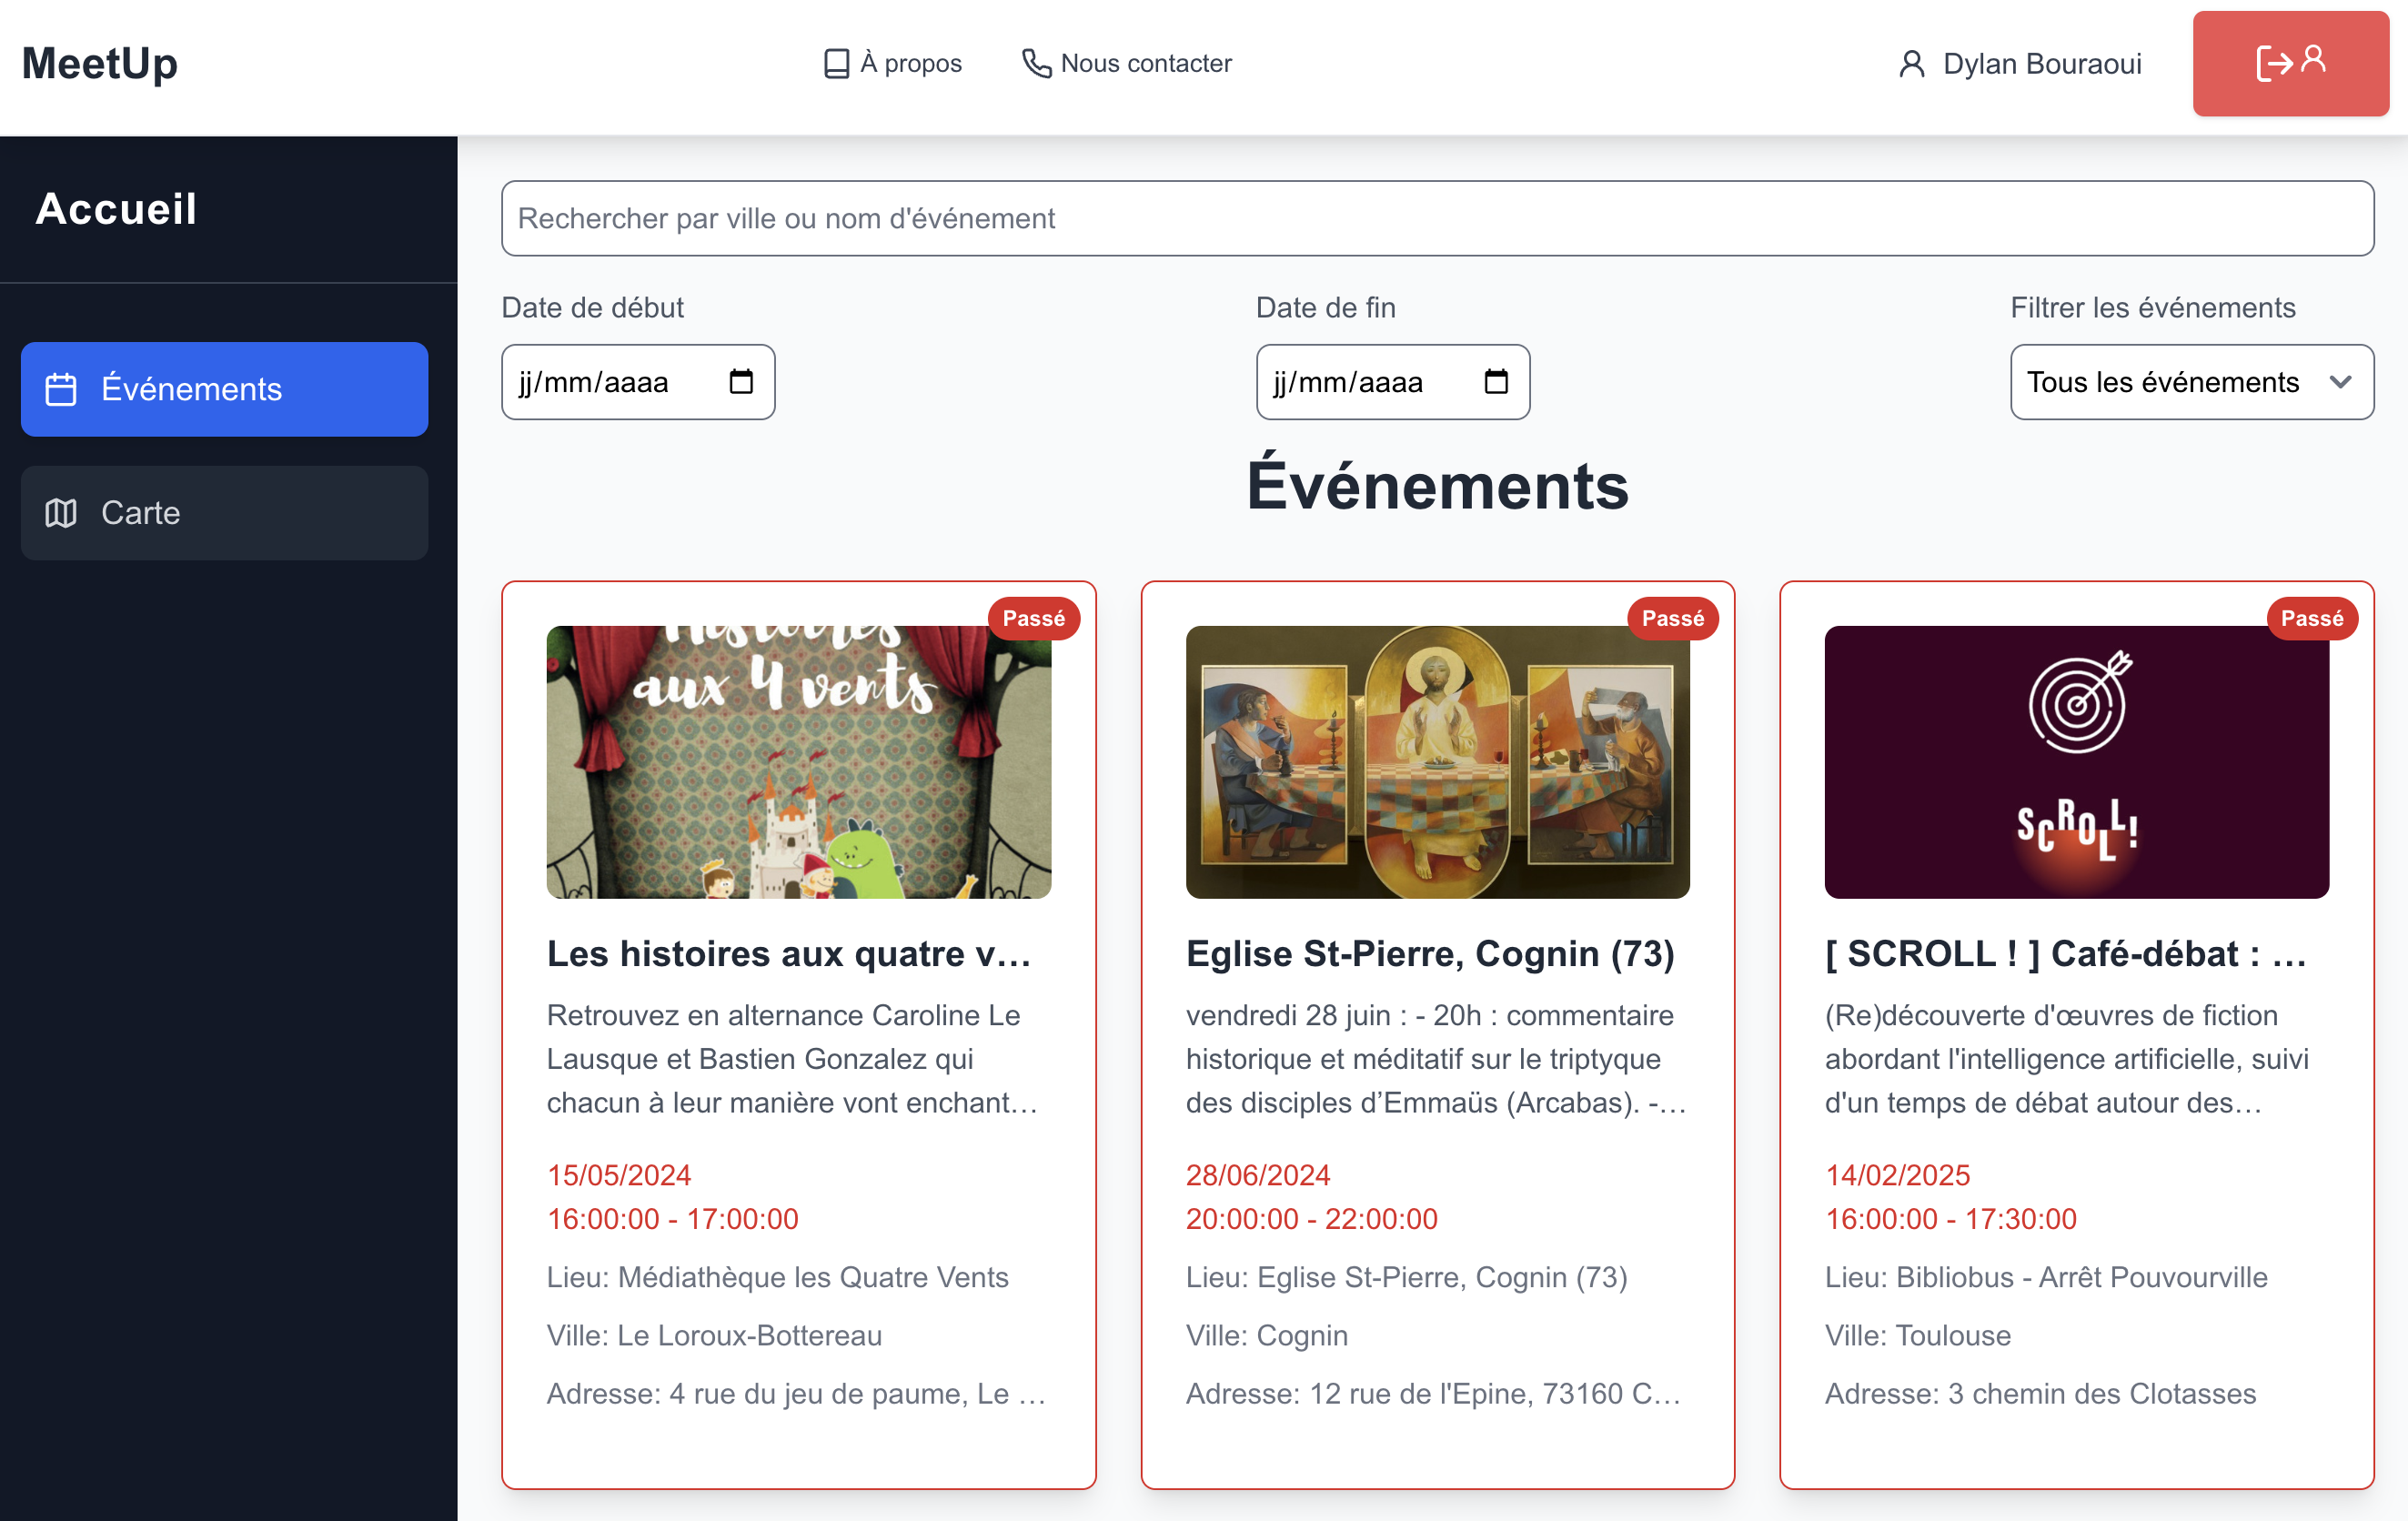 MeetUp
À propos
Nous contacter
Dylan Bouraoui
Accueil
Événements
Carte
Rechercher par ville ou nom d'événement
Date de début
Date de fin
Filtrer les événements
jj/mm/aaaa
jj/mm/aaaa
Tous les événements
Événements
Passé
Histoires
aux 4 vents
Les histoires aux quatre v…
Retrouvez en alternance Caroline Le
Lausque et Bastien Gonzalez qui
chacun à leur manière vont enchant…
15/05/2024
16:00:00 - 17:00:00
Lieu: Médiathèque les Quatre Vents
Ville: Le Loroux-Bottereau
Adresse: 4 rue du jeu de paume, Le …
Passé
Eglise St-Pierre, Cognin (73)
vendredi 28 juin : - 20h : commentaire
historique et méditatif sur le triptyque
des disciples d’Emmaüs (Arcabas). -…
28/06/2024
20:00:00 - 22:00:00
Lieu: Eglise St-Pierre, Cognin (73)
Ville: Cognin
Adresse: 12 rue de l'Epine, 73160 C…
Passé
SCROLL!
[ SCROLL ! ] Café-débat : …
(Re)découverte d'œuvres de fiction
abordant l'intelligence artificielle, suivi
d'un temps de débat autour des…
14/02/2025
16:00:00 - 17:30:00
Lieu: Bibliobus - Arrêt Pouvourville
Ville: Toulouse
Adresse: 3 chemin des Clotasses